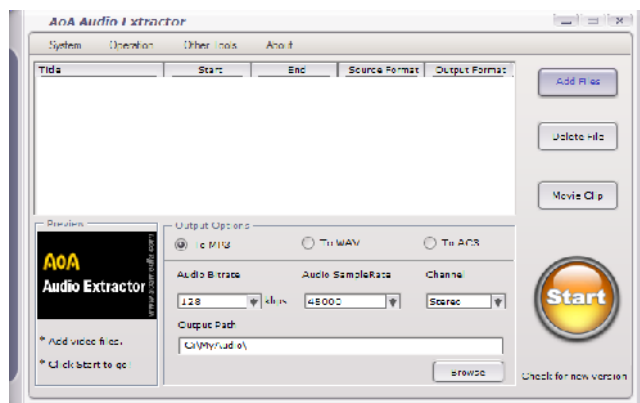 AoA Audio Extractor
System Operation Other Tools About
Title Start End Source Format Output Format
Add Files
Delete File
Movie Clip
Preview
Output Options
To MP3 To WAV To AC3
AoA
Audio Extractor
www.aoamedia.com
Audio Bitrate Audio SampleRate Channel
128 kbps 48000 Stereo
Start
Output Path
* Add video files.
C:\MyAudio\
* Click Start to go!
Browse
Check for new version